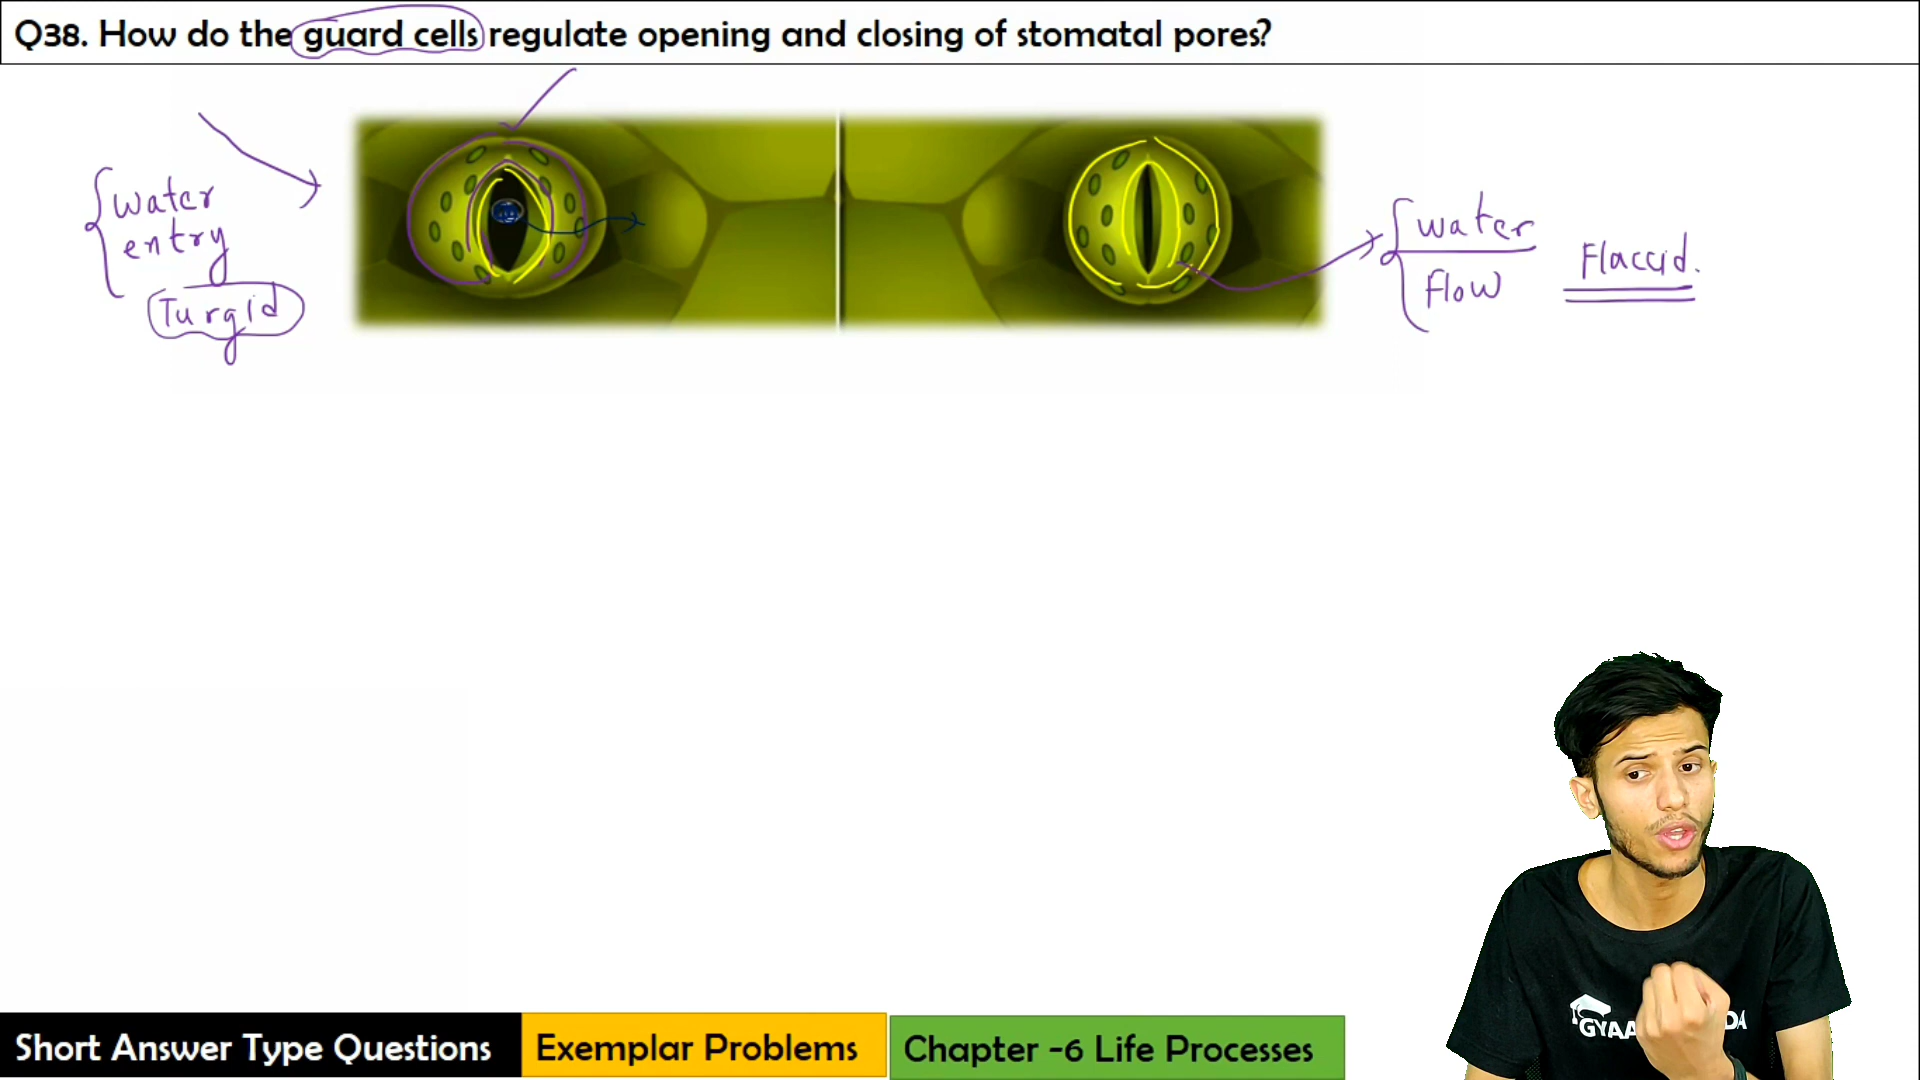 Q38. How do the guard cells regulate opening and closing of stomatal pores?
water
entry
Turgid
water
Flow
Flaccid.
Short Answer Type Questions
Exemplar Problems
Chapter -6 Life Processes